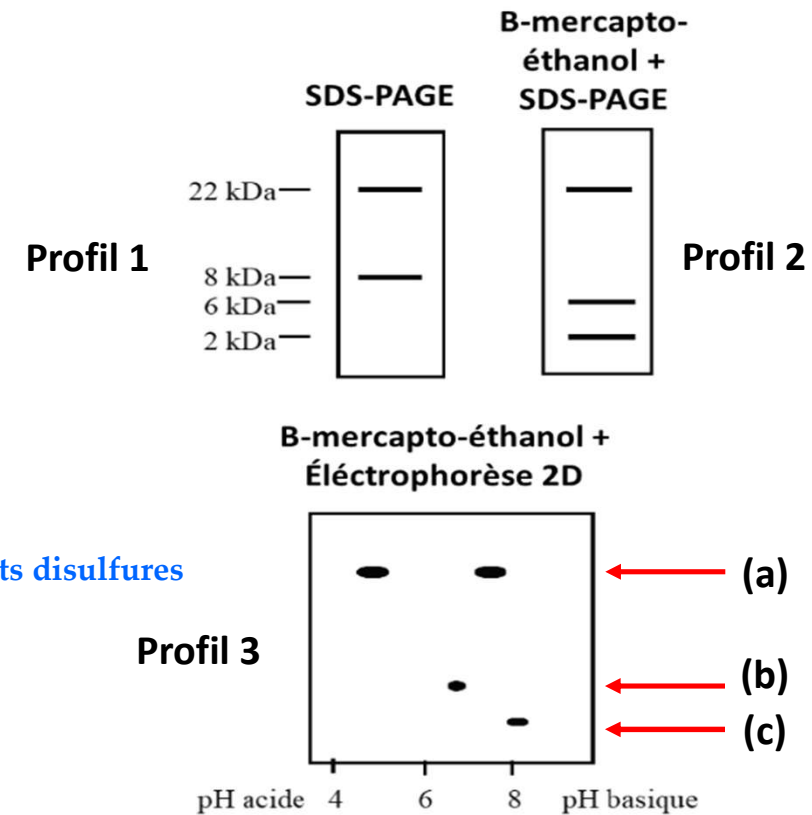 B-mercapto-
éthanol +
SDS-PAGE
SDS-PAGE
22 kDa
Profil 1
Profil 2
8 kDa
6 kDa
2 kDa
B-mercapto-éthanol +
Éléctrophorèse 2D
ts disulfures
(a)
Profil 3
(b)
(c)
pH acide 4 6 8 pH basique